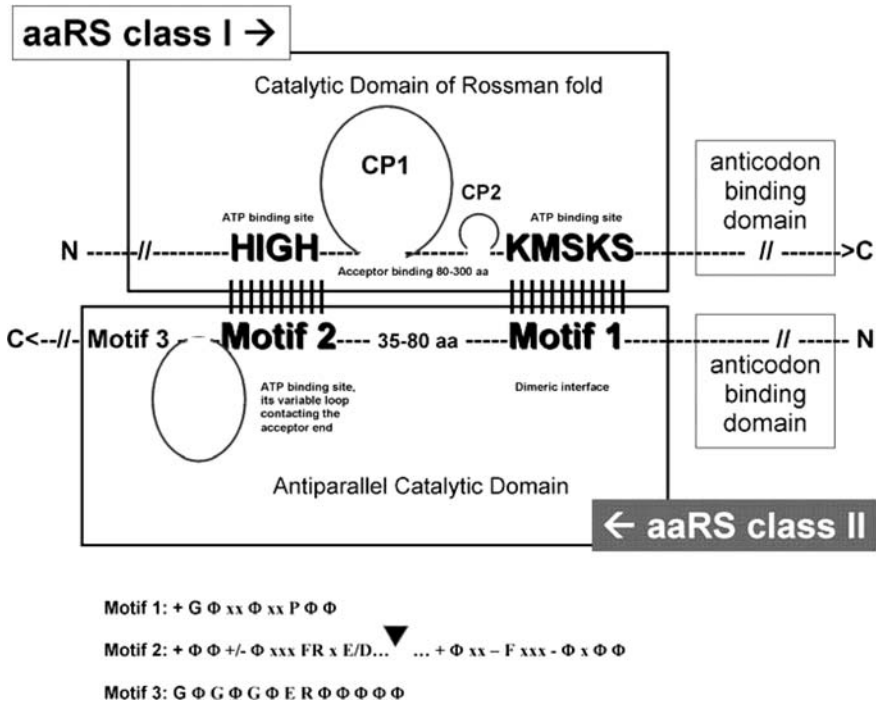 aaRS class I →
Catalytic Domain of Rossman fold
CP1
CP2
anticodon
binding
domain
ATP binding site
ATP binding site
N --//-------HIGH---- - - - ---KMSKS------------ // ------>C
Acceptor binding 80-300 aa
C<--//- Motif 3 - - Motif 2 --- 35-80 aa ----Motif 1-------------- // ---- N
ATP binding site,
its variable loop
contacting the
acceptor end
Dimeric interface
anticodon
binding
domain
Antiparallel Catalytic Domain
← aaRS class II
Motif 1: + G Φ xx Φ xx P Φ Φ
Motif 2: + Φ Φ +/- Φ xxx FR x E/D...▼ ... + Φ xx – F xxx - Φ x Φ Φ
Motif 3: G Φ G Φ G Φ E R Φ Φ Φ Φ Φ